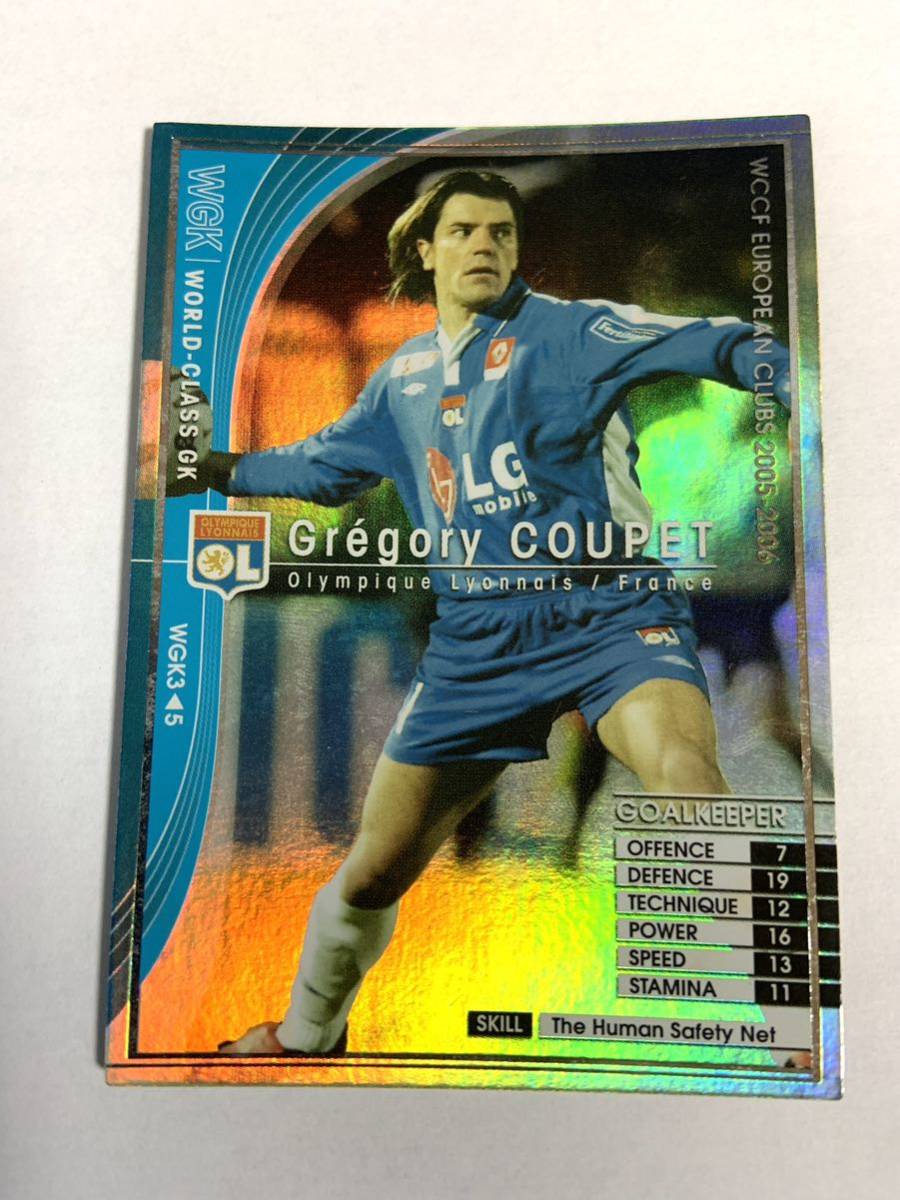 WGK | WORLD-CLASS GK
WCCF EUROPEAN CLUBS 2005-2006
OL
LG
mobile
OLYMPIQUE
LYONNAIS
OL
Grégory COUPET
Olympique Lyonnais / France
WGK3◀5
OL
GOALKEEPER
OFFENCE 7
DEFENCE 19
TECHNIQUE 12
POWER 16
SPEED 13
STAMINA 11
SKILL The Human Safety Net